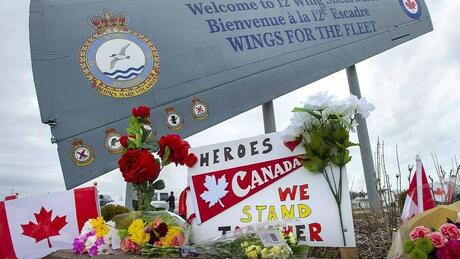 Welcome to 12 Wing Shearwater
Bienvenue à la 12e Escadre
WINGS FOR THE FLEET
HEROES
CANADA
WE
STAND
TOGETHER